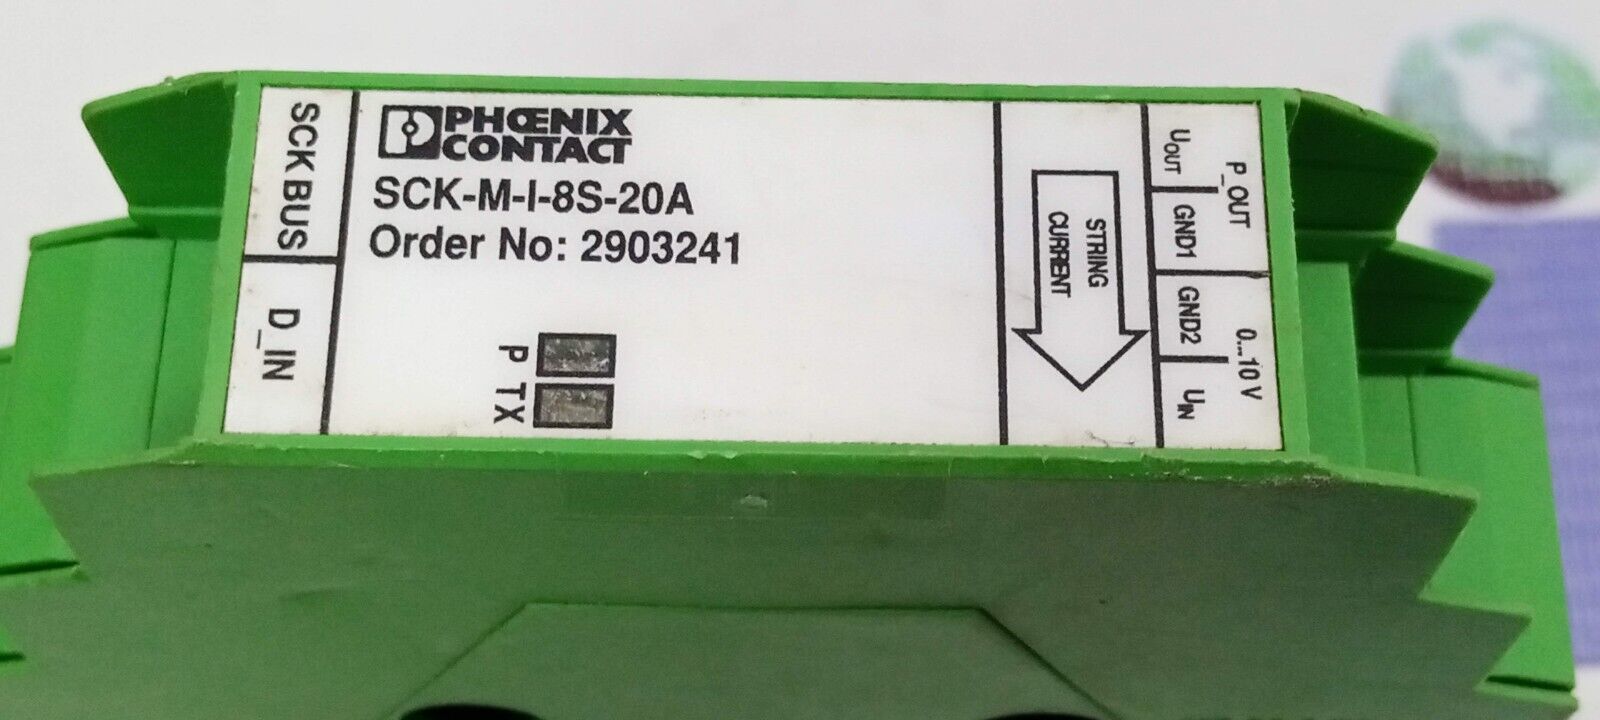 SCK BUS
D_IN
PHŒNIX
CONTACT
SCK-M-I-8S-20A
Order No: 2903241
P
TX
STRING
CURRENT
P_OUT
UOUT
GND1
GND2
0...10 V
UIN